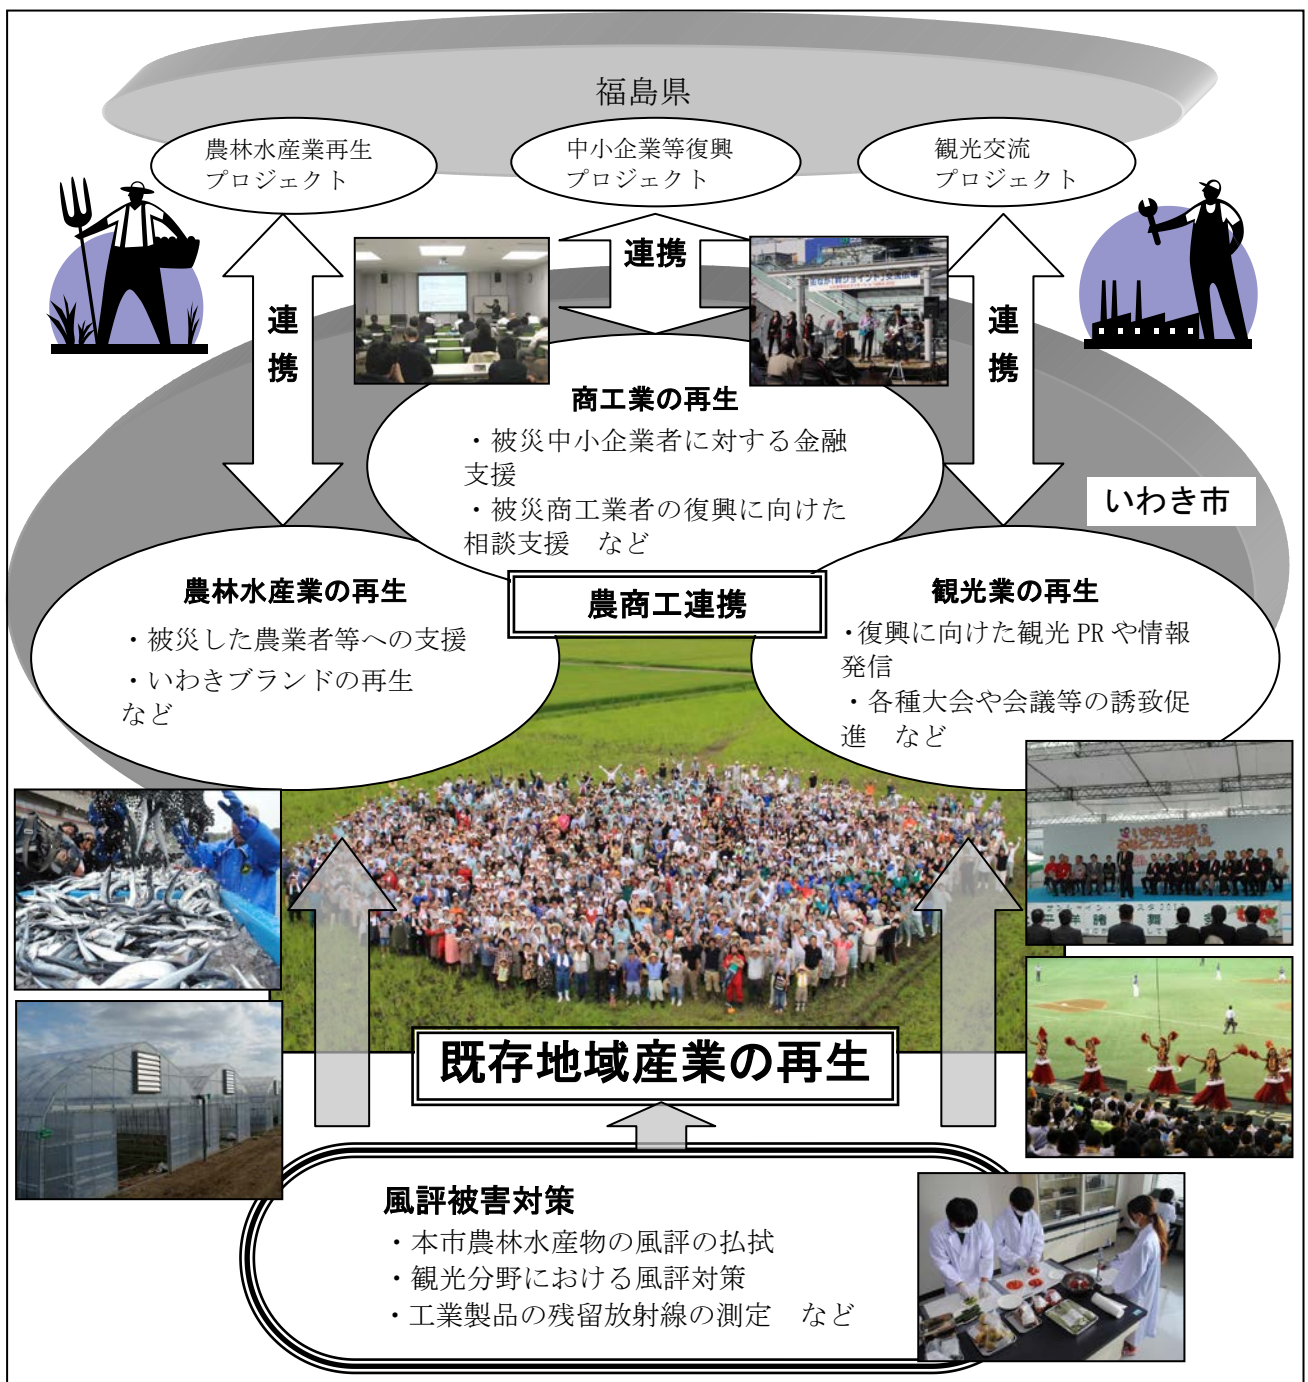 福島県
農林水産業再生
プロジェクト
中小企業等復興
プロジェクト
観光交流
プロジェクト
連携
連携
連携
商工業の再生
・被災中小企業者に対する金融
支援
・被災商工業者の復興に向けた
相談支援　など
いわき市
農林水産業の再生
・被災した農業者等への支援
・いわきブランドの再生
など
農商工連携
観光業の再生
・復興に向けた観光 PR や情報
発信
・各種大会や会議等の誘致促
進　など
既存地域産業の再生
風評被害対策
・本市農林水産物の風評の払拭
・観光分野における風評対策
・工業製品の残留放射線の測定　など